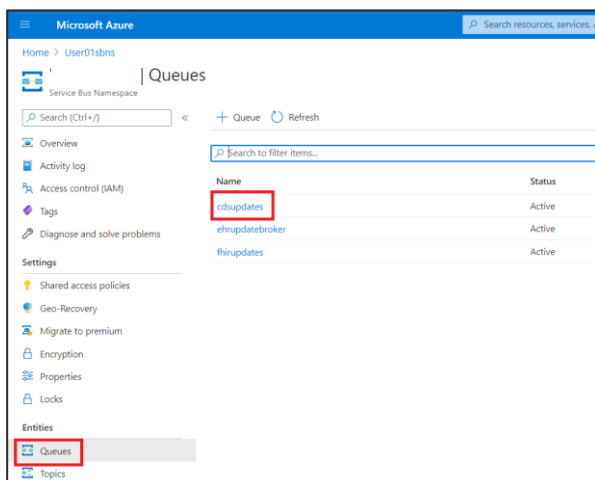 Microsoft Azure
Search resources, services,
Home > User01sbns
| Queues
Service Bus Namespace
Search (Ctrl+/)
«
+ Queue
Refresh
Overview
Activity log
Access control (IAM)
Tags
Diagnose and solve problems
Settings
Shared access policies
Geo-Recovery
Migrate to premium
Encryption
Properties
Locks
Entities
Queues
Topics
Search to filter items...
Name Status
cdsupdates Active
ehrupdatebroker Active
fhirupdates Active